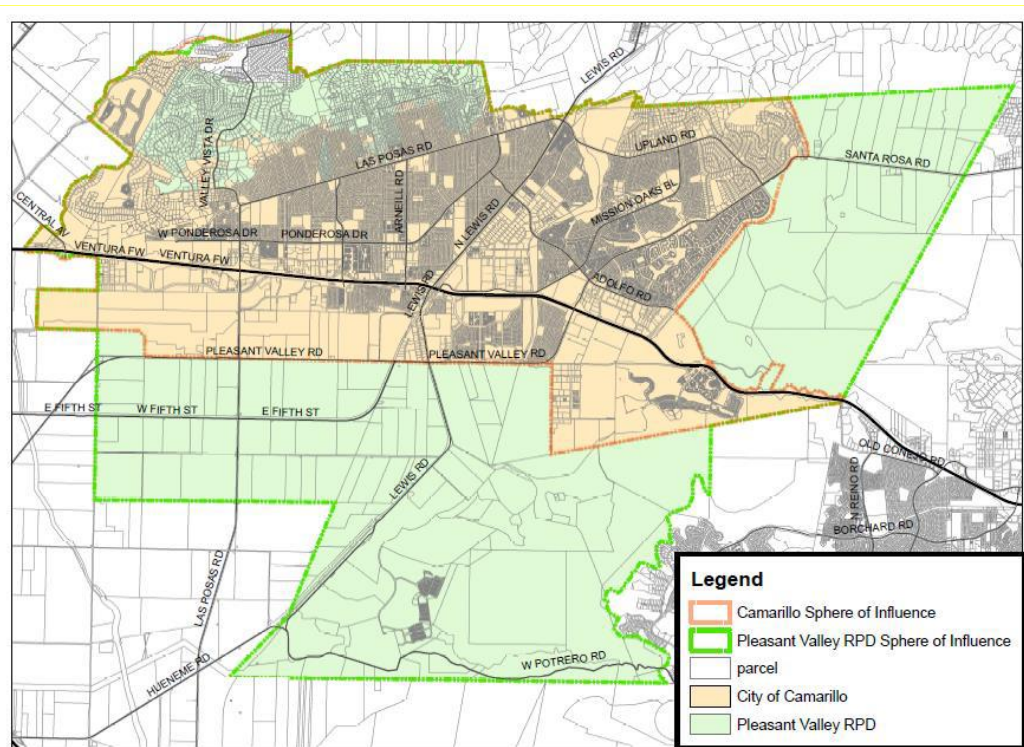 LEWIS RD
UPLAND RD
LAS POSAS RD
SANTA ROSA RD
VALLEY VISTA DR
MISSION OAKS BL
ARNEILL RD
CENTRAL AV
N LEWIS RD
W PONDEROSA DR
PONDEROSA DR
VENTURA FW
VENTURA FW
ADOLFO RD
LEWIS RD
PLEASANT VALLEY RD
PLEASANT VALLEY RD
E FIFTH ST
W FIFTH ST
E FIFTH ST
OLD CONEJO RD
LEWIS RD
N RENO RD
BORCHARD RD
LAS POSAS RD
HUENEME RD
W POTRERO RD
Legend
Camarillo Sphere of Influence
Pleasant Valley RPD Sphere of Influence
parcel
City of Camarillo
Pleasant Valley RPD